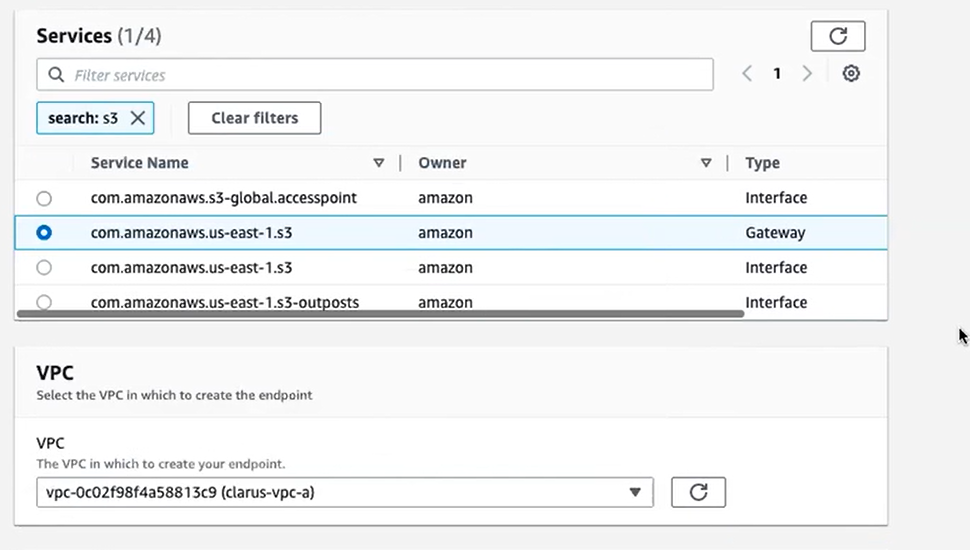 Services (1/4)
Filter services
1
search: s3
Clear filters
Service Name Owner Type
com.amazonaws.s3-global.accesspoint amazon Interface
com.amazonaws.us-east-1.s3 amazon Gateway
com.amazonaws.us-east-1.s3 amazon Interface
com.amazonaws.us-east-1.s3-outposts amazon Interface
VPC
Select the VPC in which to create the endpoint
VPC
The VPC in which to create your endpoint.
vpc-0c02f98f4a58813c9 (clarus-vpc-a)